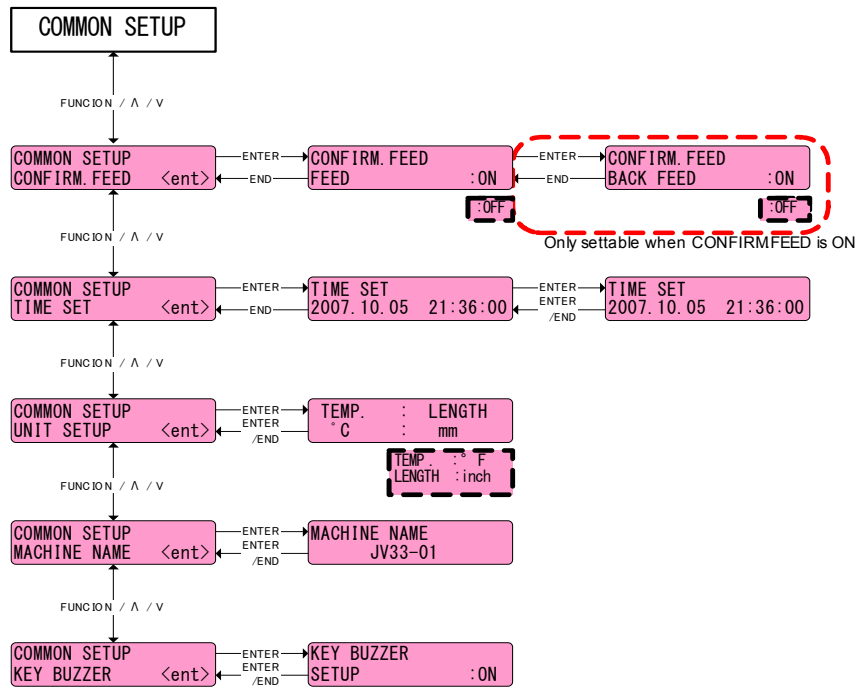 COMMON SETUP
FUNCION / Λ / V
COMMON SETUP
CONFIRM.FEED <ent>
ENTER
END
CONFIRM.FEED
FEED :ON
:OFF
ENTER
END
CONFIRM.FEED
BACK FEED :ON
:OFF
Only settable when CONFIRMFEED is ON
FUNCION / Λ / V
COMMON SETUP
TIME SET <ent>
ENTER
END
TIME SET
2007.10.05 21:36:00
ENTER
ENTER
/END
TIME SET
2007.10.05 21:36:00
FUNCION / Λ / V
COMMON SETUP
UNIT SETUP <ent>
ENTER
ENTER
/END
TEMP. : LENGTH
°C : mm
TEMP. :° F
LENGTH :inch
FUNCION / Λ / V
COMMON SETUP
MACHINE NAME <ent>
ENTER
ENTER
/END
MACHINE NAME
JV33-01
FUNCION / Λ / V
COMMON SETUP
KEY BUZZER <ent>
ENTER
ENTER
/END
KEY BUZZER
SETUP :ON